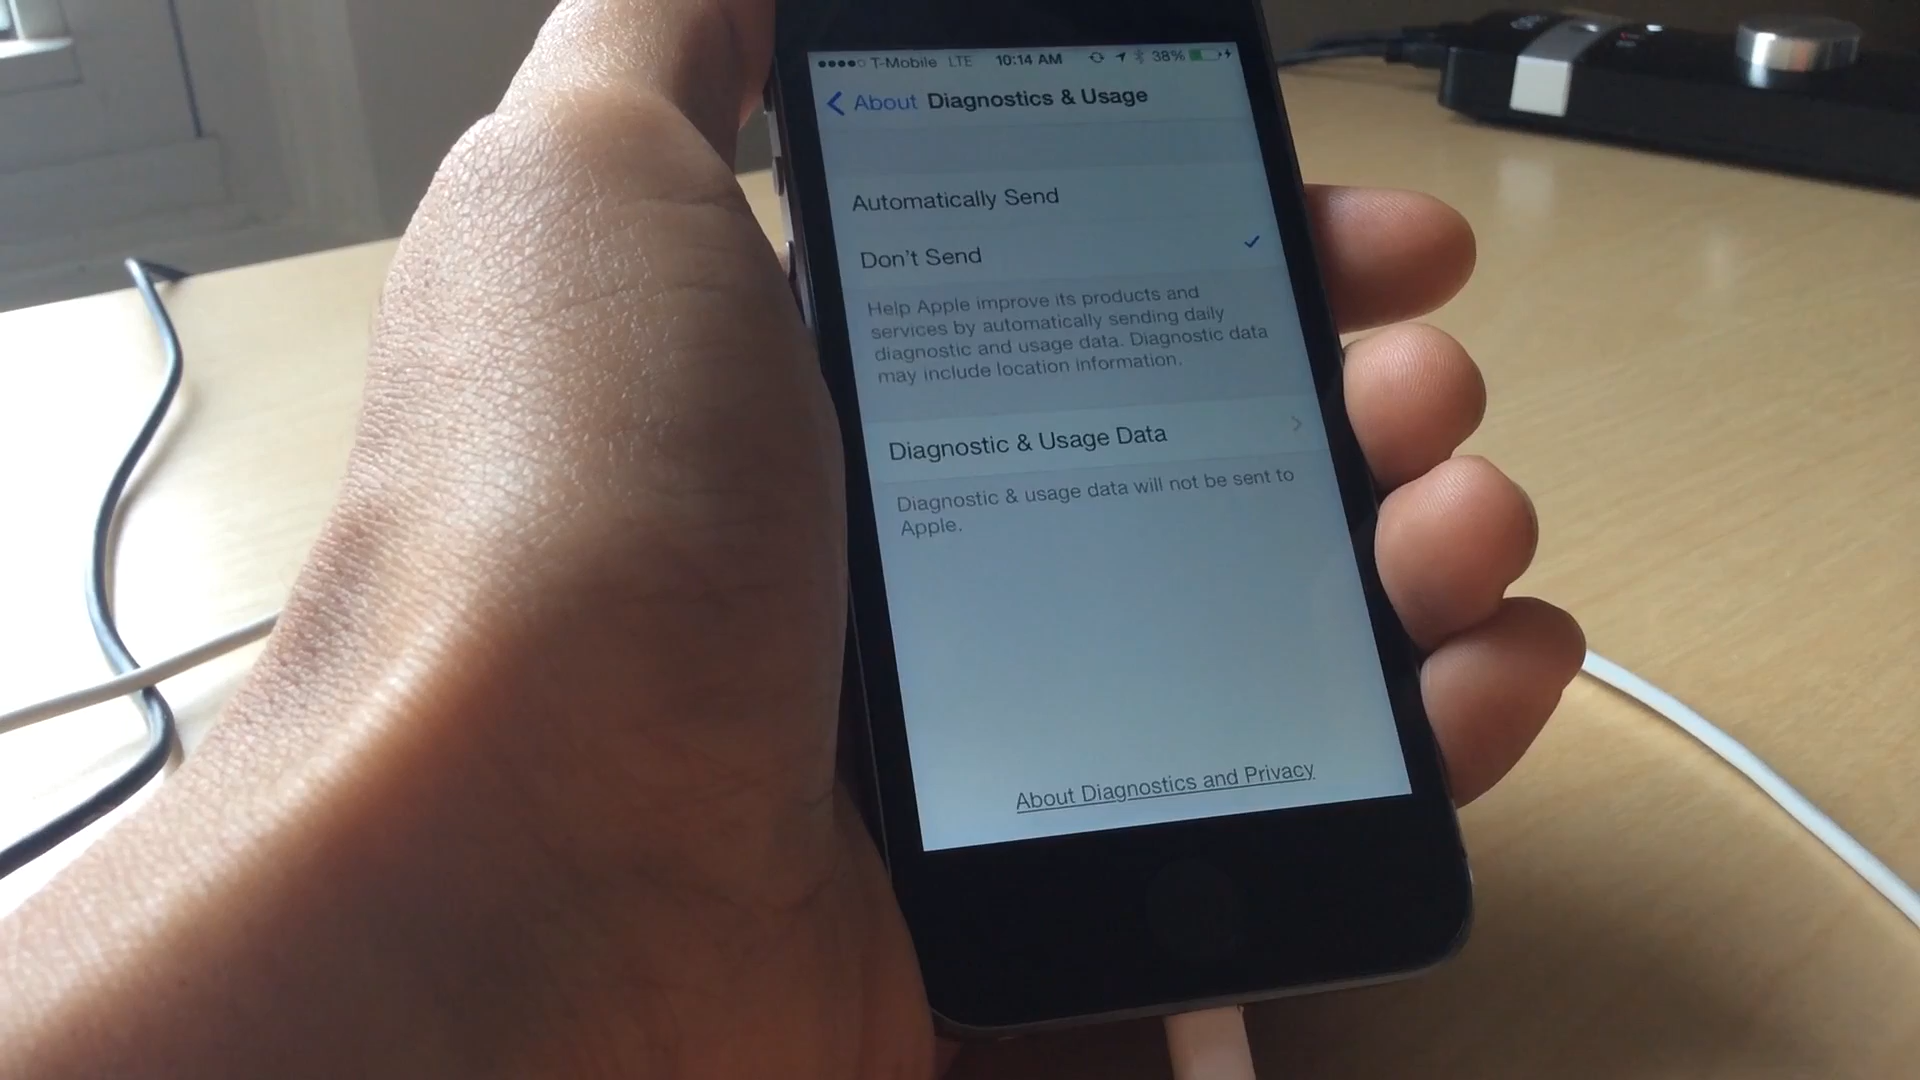 T-Mobile LTE 10:14 AM 38%
About Diagnostics & Usage
Automatically Send
Don't Send
Help Apple improve its products and
services by automatically sending daily
diagnostic and usage data. Diagnostic data
may include location information.
Diagnostic & Usage Data
Diagnostic & usage data will not be sent to
Apple.
About Diagnostics and Privacy